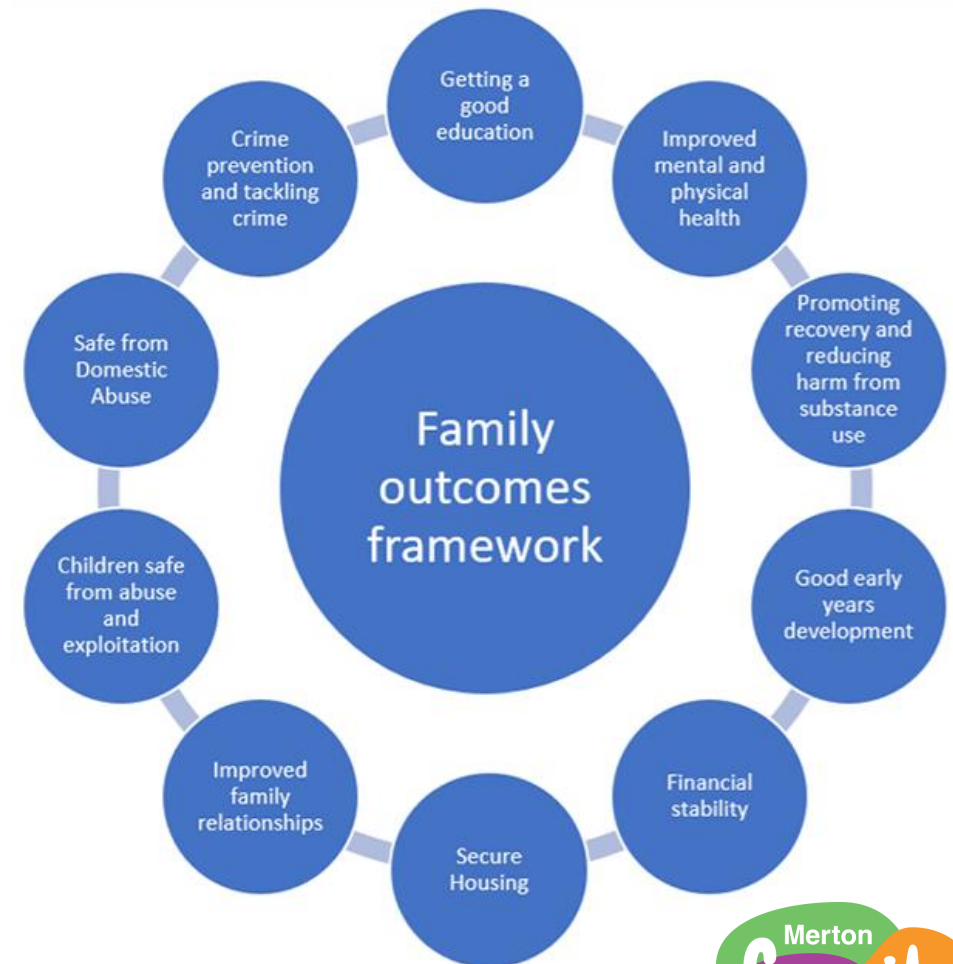 Getting a
good
education
Improved
mental and
physical
health
Promoting
recovery and
reducing
harm from
substance
use
Good early
years
development
Financial
stability
Secure
Housing
Improved
family
relationships
Children safe
from abuse
and
exploitation
Safe from
Domestic
Abuse
Crime
prevention
and tackling
crime
Family
outcomes
framework
Merton